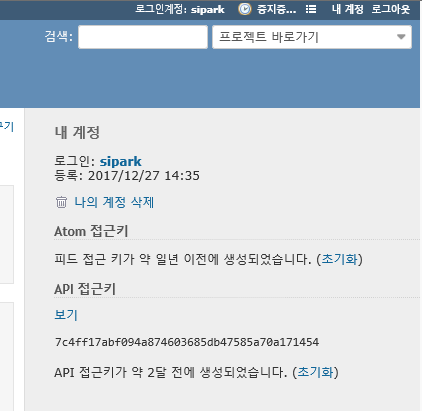 로그인계정: sipark 중지중... 내 계정 로그아웃
검색: 프로젝트 바로가기
내 계정
로그인: sipark
등록: 2017/12/27 14:35
나의 계정 삭제
Atom 접근키
피드 접근 키가 약 일년 이전에 생성되었습니다. (초기화)
API 접근키
보기
7c4ff17abf094a874603685db47585a70a171454
API 접근키가 약 2달 전에 생성되었습니다. (초기화)